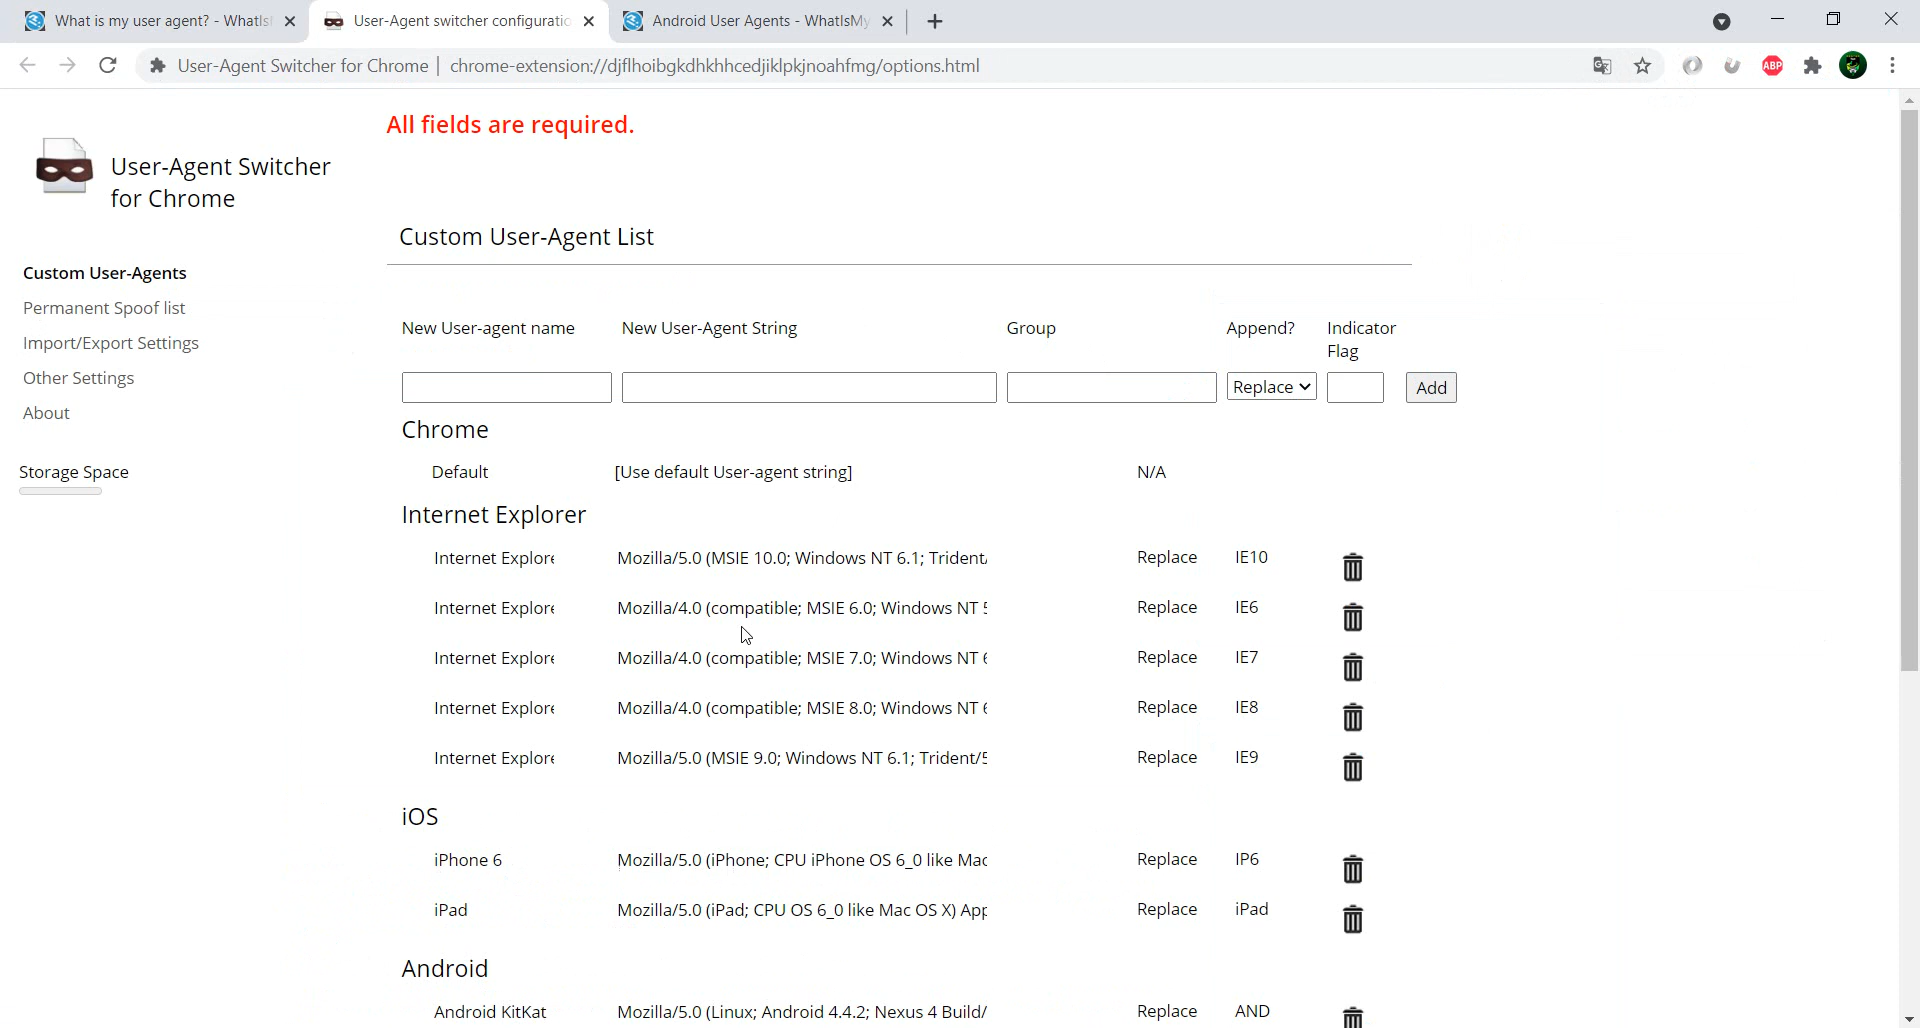 What is my user agent? - WhatIs
User-Agent switcher configuratio
Android User Agents - WhatIsMy
User-Agent Switcher for Chrome | chrome-extension://djflhoibgkdhkhhcedjiklpkjnoahfmg/options.html
ABP
All fields are required.
User-Agent Switcher
for Chrome
Custom User-Agents
Permanent Spoof list
Import/Export Settings
Other Settings
About
Storage Space
Custom User-Agent List
New User-agent name New User-Agent String Group Append? Indicator
Flag
Replace Add
Chrome
Default [Use default User-agent string] N/A
Internet Explorer
Internet Explore Mozilla/5.0 (MSIE 10.0; Windows NT 6.1; Trident/ Replace IE10
Internet Explore Mozilla/4.0 (compatible; MSIE 6.0; Windows NT 5 Replace IE6
Internet Explore Mozilla/4.0 (compatible; MSIE 7.0; Windows NT 6 Replace IE7
Internet Explore Mozilla/4.0 (compatible; MSIE 8.0; Windows NT 6 Replace IE8
Internet Explore Mozilla/5.0 (MSIE 9.0; Windows NT 6.1; Trident/5 Replace IE9
iOS
iPhone 6 Mozilla/5.0 (iPhone; CPU iPhone OS 6_0 like Mac Replace IP6
iPad Mozilla/5.0 (iPad; CPU OS 6_0 like Mac OS X) App Replace iPad
Android
Android KitKat Mozilla/5.0 (Linux; Android 4.4.2; Nexus 4 Build/ Replace AND